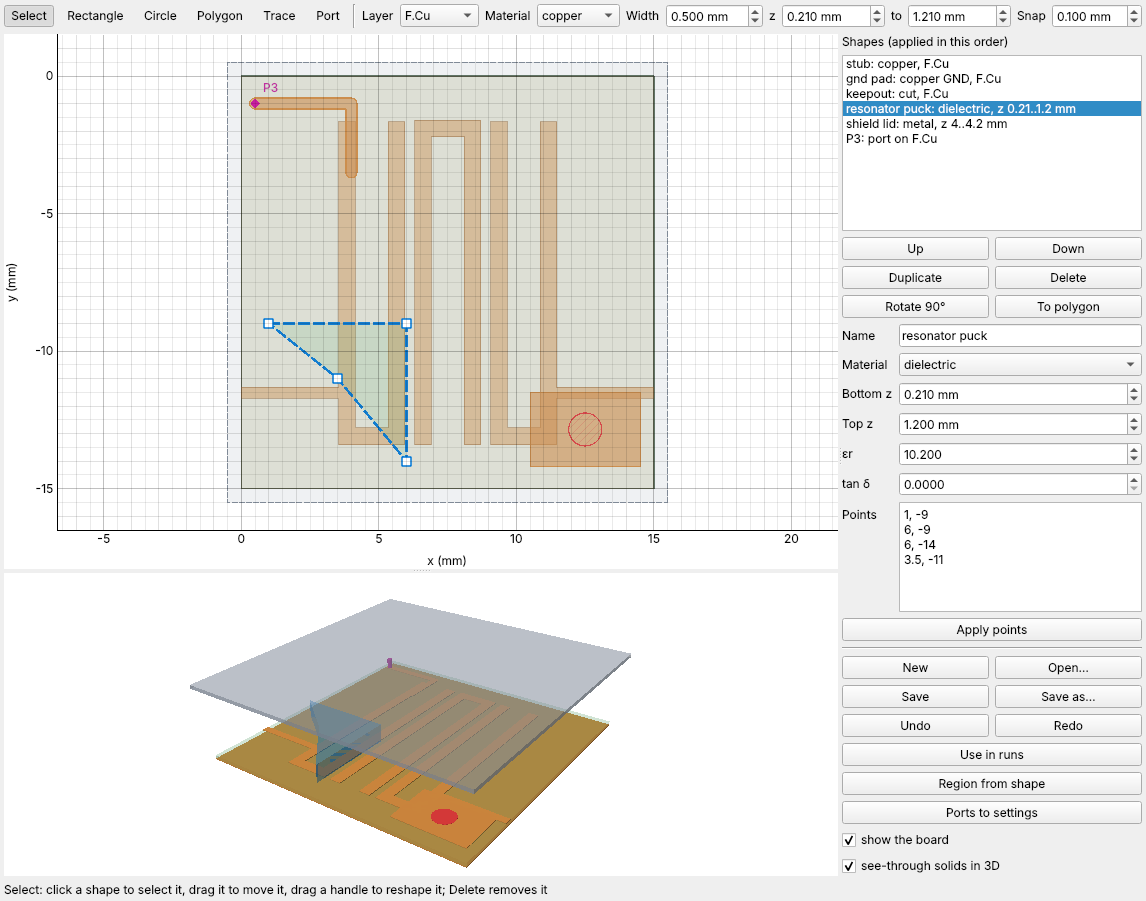 Select Rectangle Circle Polygon Trace Port Layer F.Cu Material copper Width 0.500 mm z 0.210 mm to 1.210 mm Snap 0.100 mm
Shapes (applied in this order)
stub: copper, F.Cu
gnd pad: copper GND, F.Cu
keepout: cut, F.Cu
resonator puck: dielectric, z 0.21..1.2 mm
shield lid: metal, z 4..4.2 mm
P3: port on F.Cu
Up Down
Duplicate Delete
Rotate 90° To polygon
Name resonator puck
Material dielectric
Bottom z 0.210 mm
Top z 1.200 mm
εr 10.200
tan δ 0.0000
Points
1, -9
6, -9
6, -14
3.5, -11
Apply points
New Open...
Save Save as...
Undo Redo
Use in runs
Region from shape
Ports to settings
show the board
see-through solids in 3D
P3
0
-5
-10
-15
y (mm)
-5 0 5 10 15 20
x (mm)
Select: click a shape to select it, drag it to move it, drag a handle to reshape it; Delete removes it